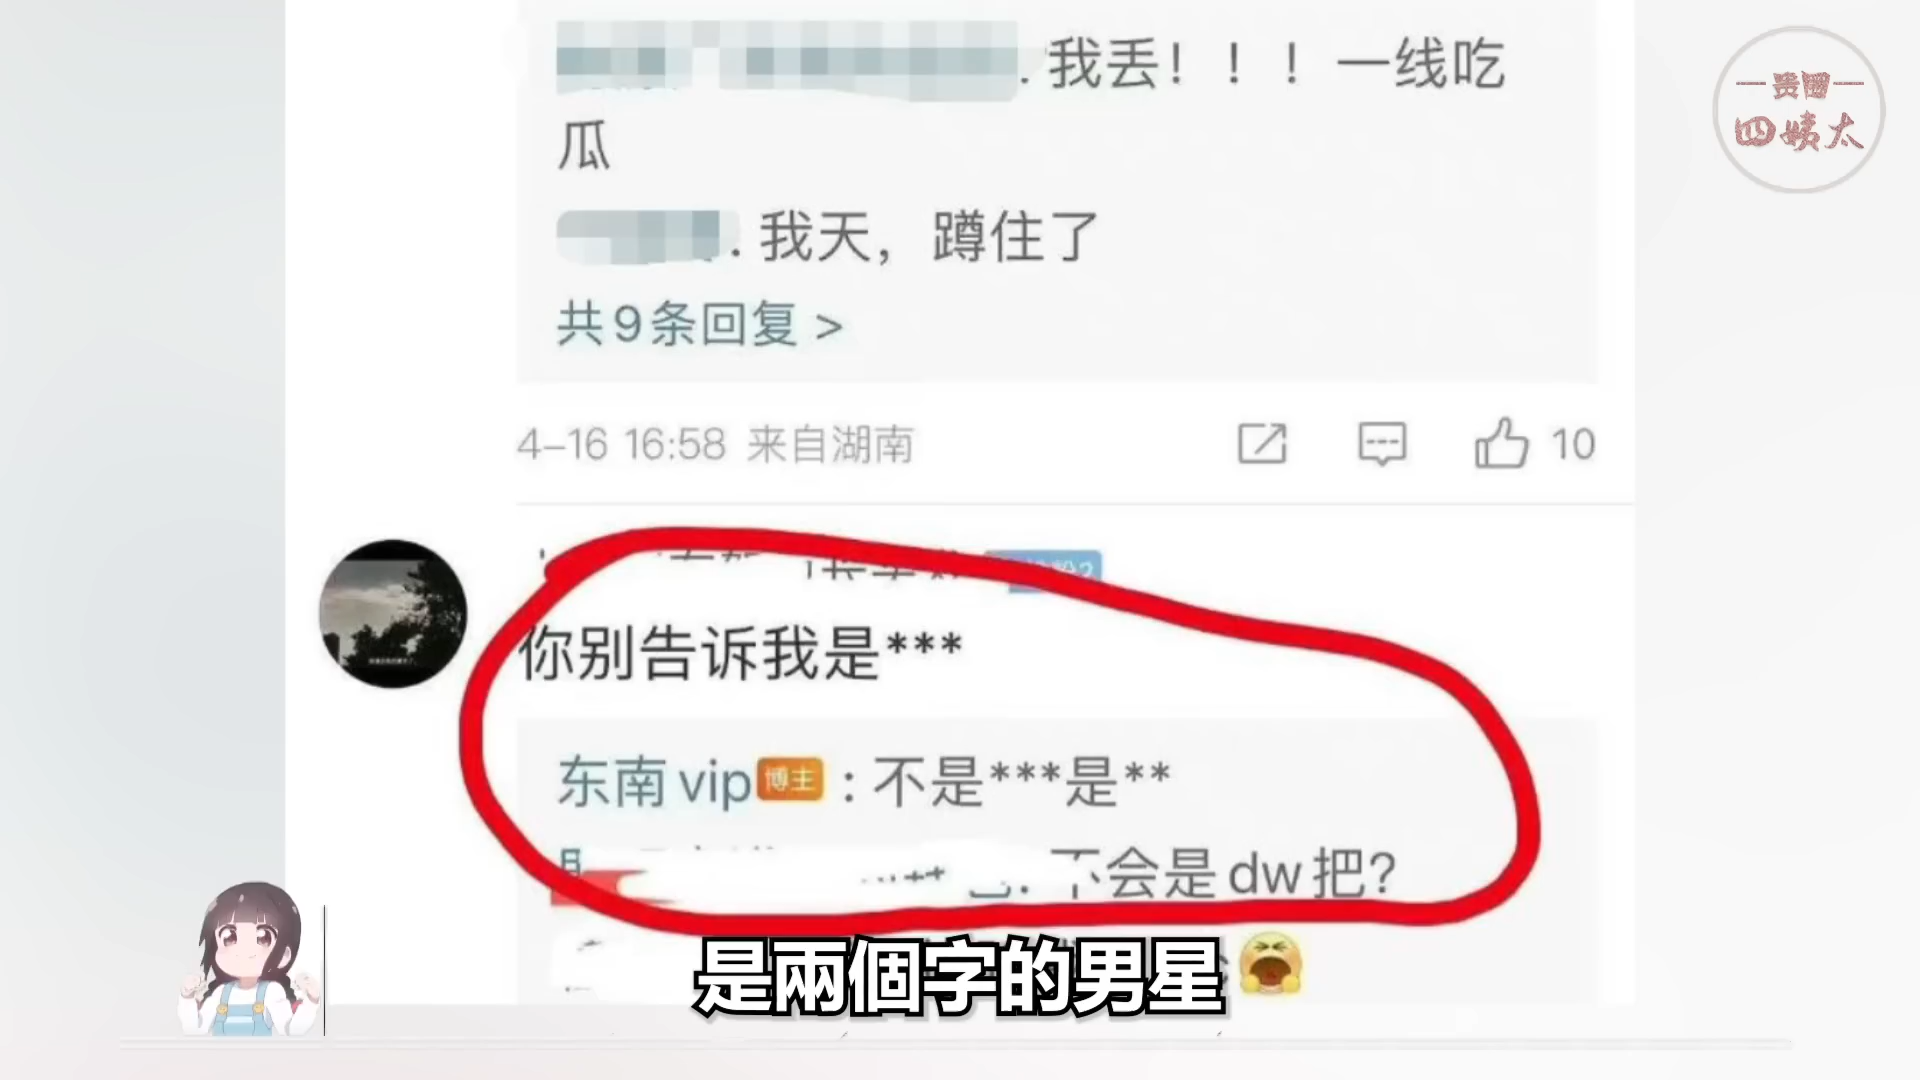 . 我丢！！！一线吃
瓜
. 我天，蹲住了
共9条回复 >
4-16 16:58 来自湖南
10
你别告诉我是***
东南vip 博主 : 不是***是**
不会是dw把?
是兩個字的男星
贵圈
四姨太